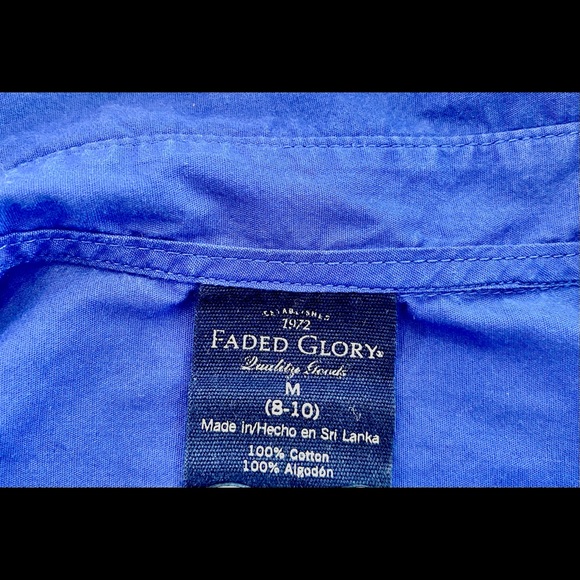 ESTABLISHED
1972
FADED GLORY®
Quality Goods
M
(8-10)
Made in/Hecho en Sri Lanka
100% Cotton
100% Algodón